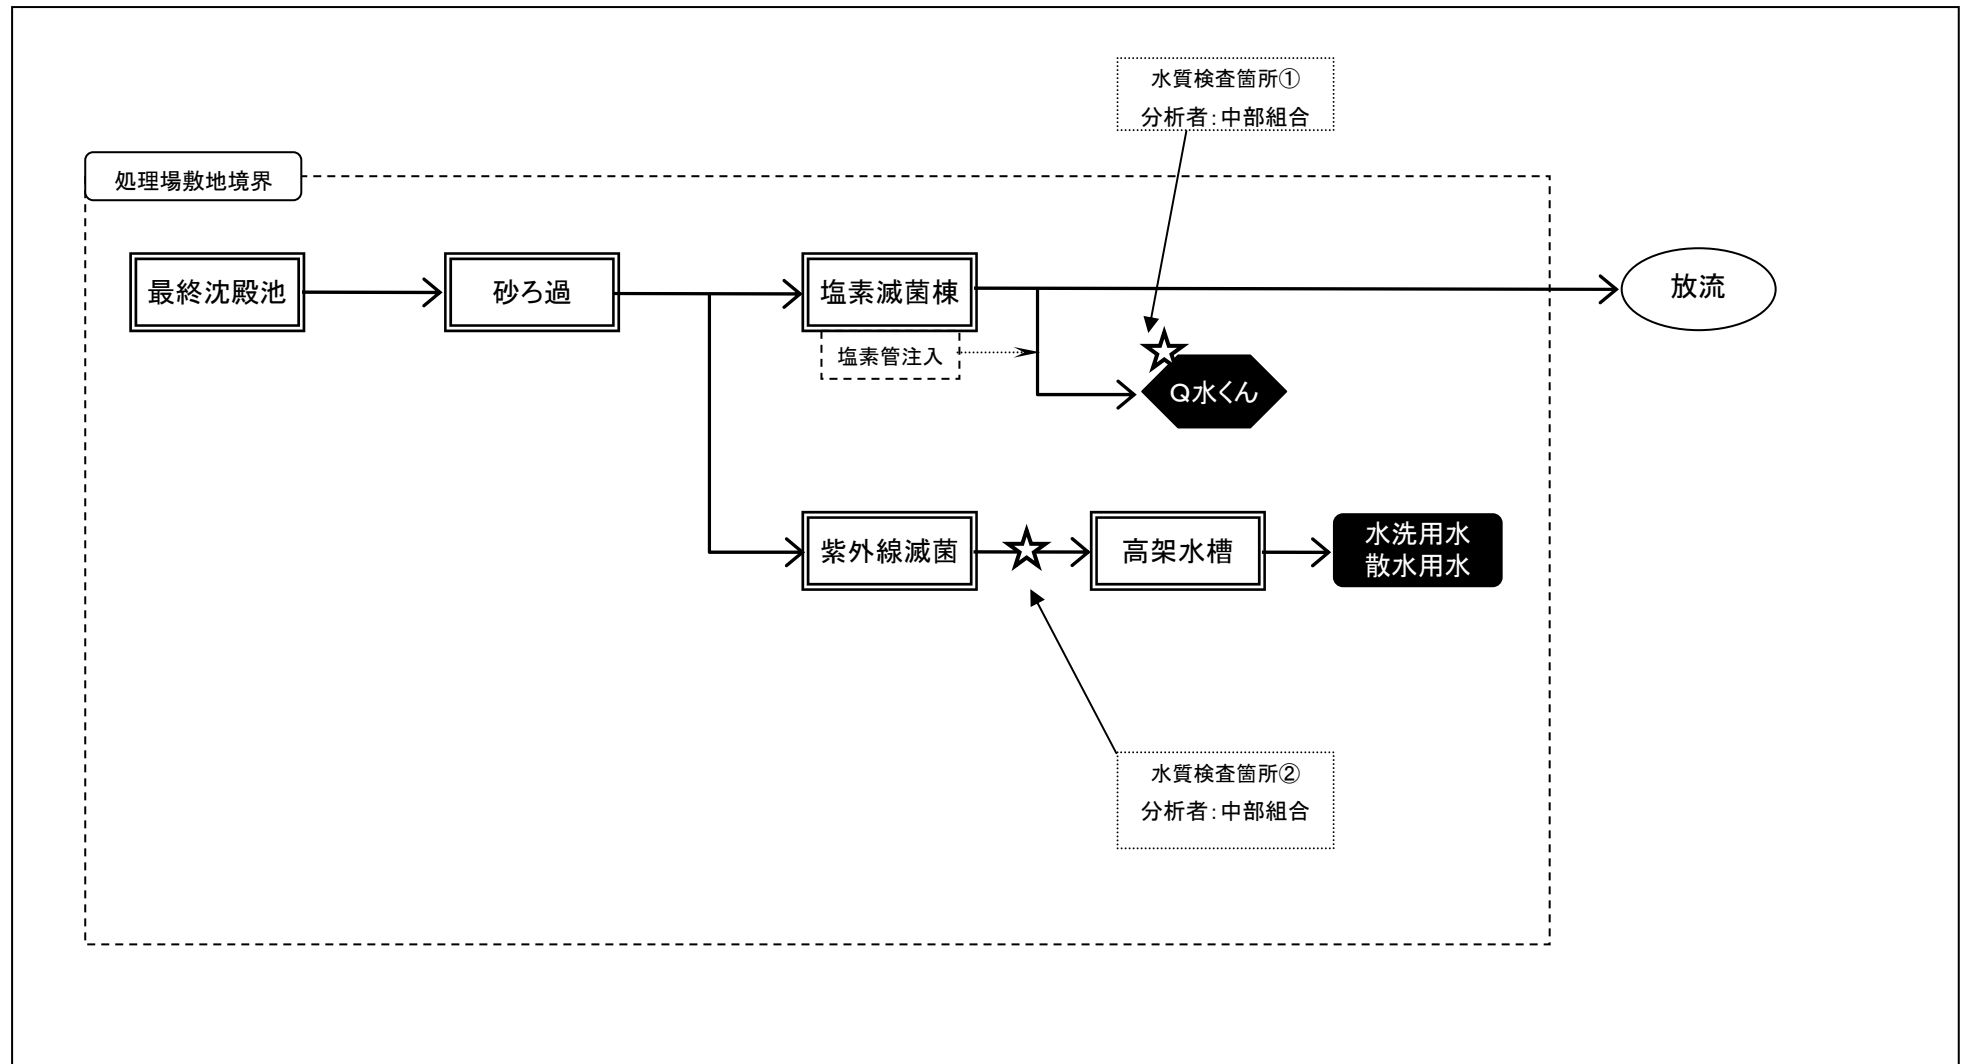 水質検査箇所①
分析者：中部組合
処理場敷地境界
最終沈殿池
砂ろ過
塩素滅菌棟
放流
塩素管注入
Q水くん
紫外線滅菌
高架水槽
水洗用水
散水用水
水質検査箇所②
分析者：中部組合